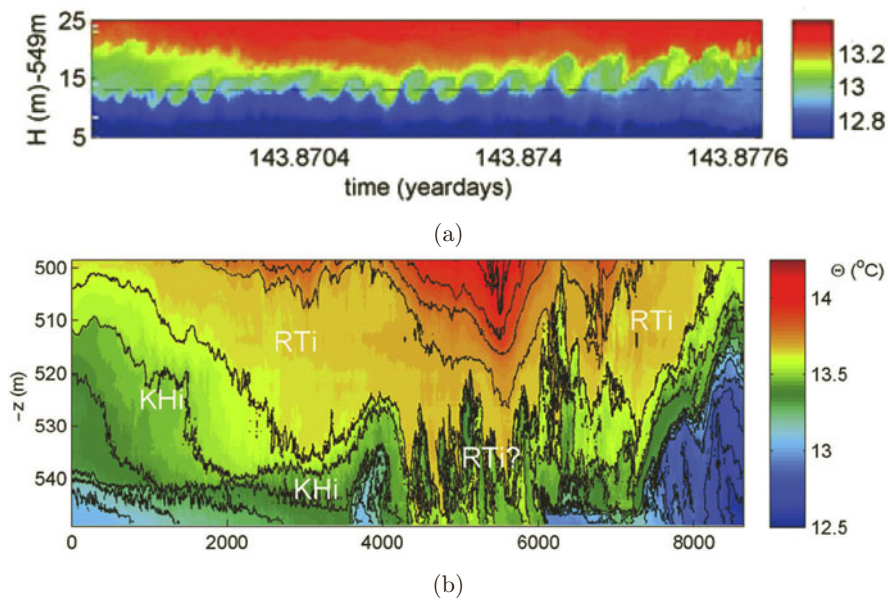 25
15
5
H (m)-549m
143.8704 143.874 143.8776
time (yeardays)
13.2
13
12.8
(a)
500
510
520
530
540
-z (m)
RTi
RTi
KHi
RTi?
KHi
0 2000 4000 6000 8000
Θ (°C)
14
13.5
13
12.5
(b)